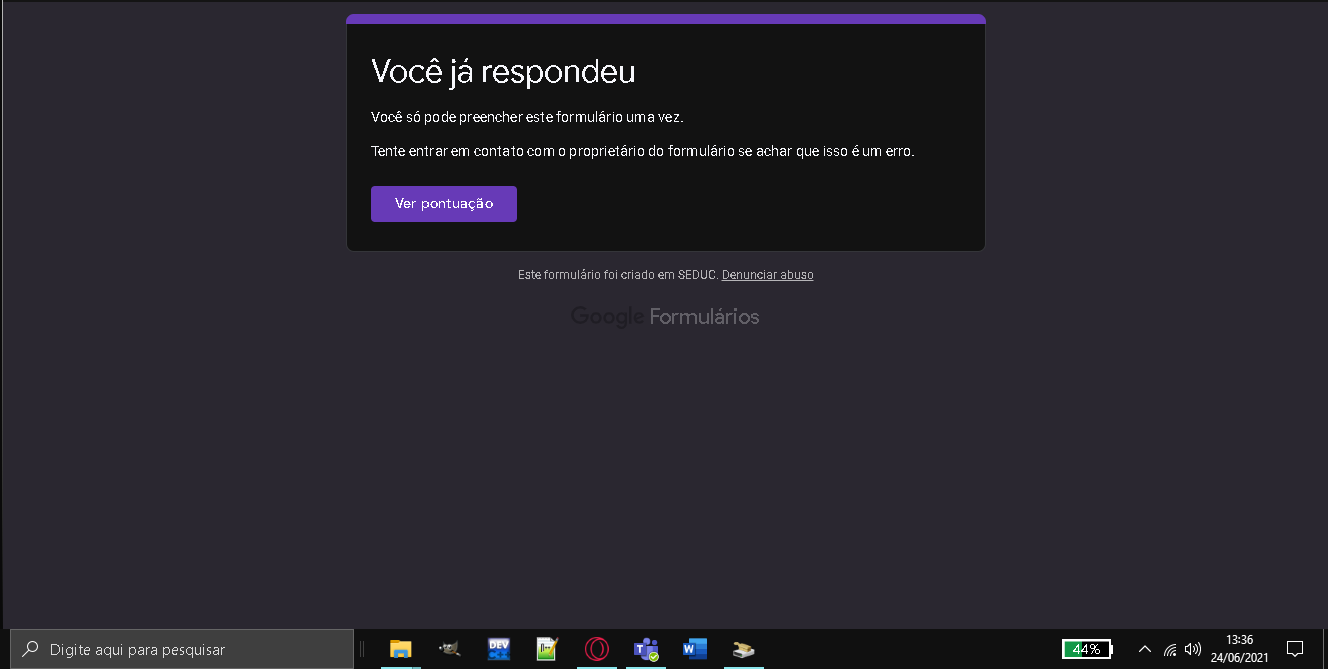 Você já respondeu
Você só pode preencher este formulário uma vez.
Tente entrar em contato com o proprietário do formulário se achar que isso é um erro.
Ver pontuação
Este formulário foi criado em SEDUC. Denunciar abuso
Google Formulários
Digite aqui para pesquisar
DEV
44%
13:36
24/06/2021